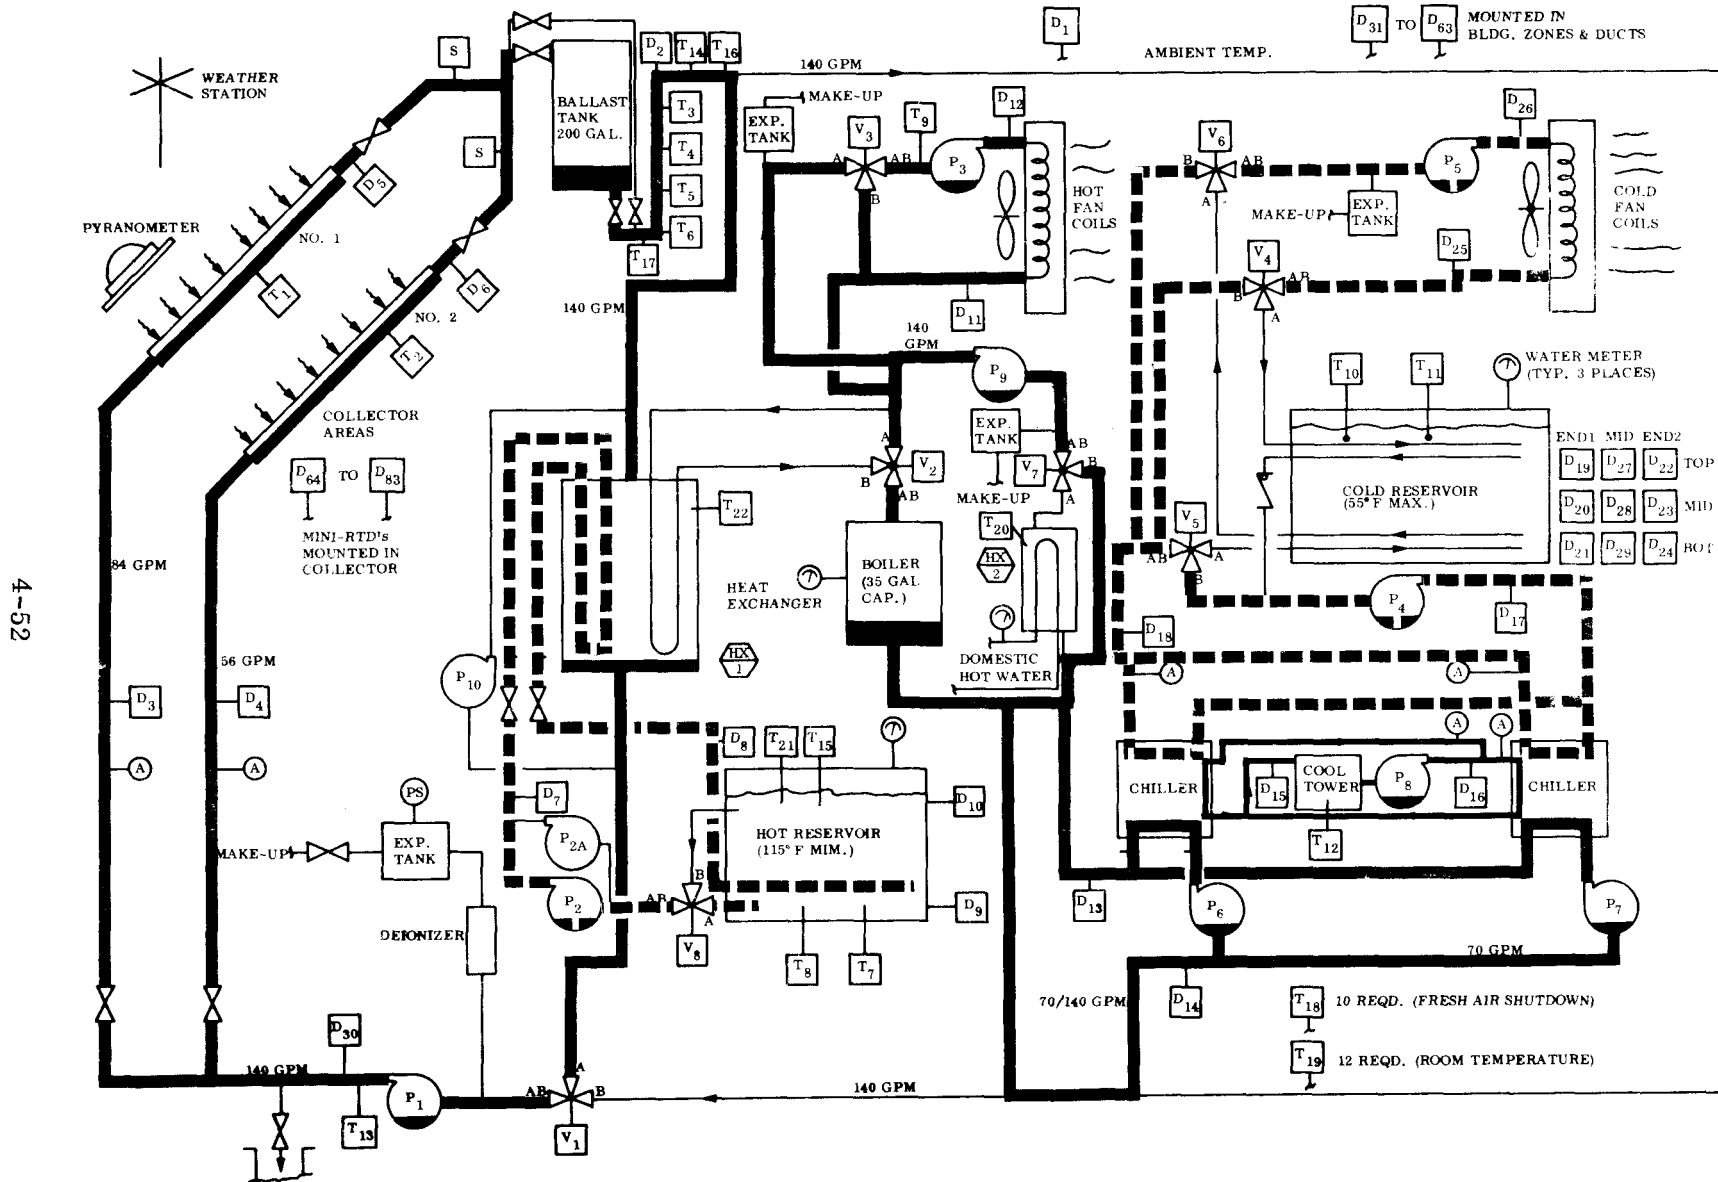 WEATHER
STATION
S
S
BALLAST
TANK
200 GAL.
D2
T14
T16
T3
T4
T5
T6
T17
140 GPM
D1
AMBIENT TEMP.
D31 TO D63
MOUNTED IN
BLDG. ZONES & DUCTS
MAKE-UP
EXP.
TANK
V3
A
AB
B
T9
P3
D12
HOT
FAN
COILS
D11
V6
B
AB
A
P5
D26
MAKE-UP
EXP.
TANK
COLD
FAN
COILS
V4
AB
B
A
D25
PYRANOMETER
D5
NO. 1
T1
D6
NO. 2
T2
140 GPM
140
GPM
P9
COLLECTOR
AREAS
D64 TO D83
MINI-RTD's
MOUNTED IN
COLLECTOR
T22
A
B
AB
V2
EXP.
TANK
MAKE-UP
AB
B
V7
A
T20
HX
2
T10
T11
WATER METER
(TYP. 3 PLACES)
COLD RESERVOIR
(55° F MAX.)
END1 MID END2
D19 D27 D22 TOP
D20 D28 D23 MID
D21 D29 D24 BOT
V5
AB
A
B
P4
D17
D18
84 GPM
4-52
HEAT
EXCHANGER
BOILER
(35 GAL
CAP.)
HX
1
DOMESTIC
HOT WATER
56 GPM
P10
D3
D4
A
A
A
A
A
A
D8
T21
T15
D7
D10
HOT RESERVOIR
(115° F MIM.)
CHILLER
D15
COOL
TOWER
P8
D16
CHILLER
T12
PS
EXP.
TANK
MAKE-UP
P2A
P2
B
AB
A
V8
D9
T8
T7
DEIONIZER
D13
P6
P7
70 GPM
70/140 GPM
D14
T18
10 REQD. (FRESH AIR SHUTDOWN)
T19
12 REQD. (ROOM TEMPERATURE)
D30
140 GPM
T13
P1
A
AB
B
V1
140 GPM